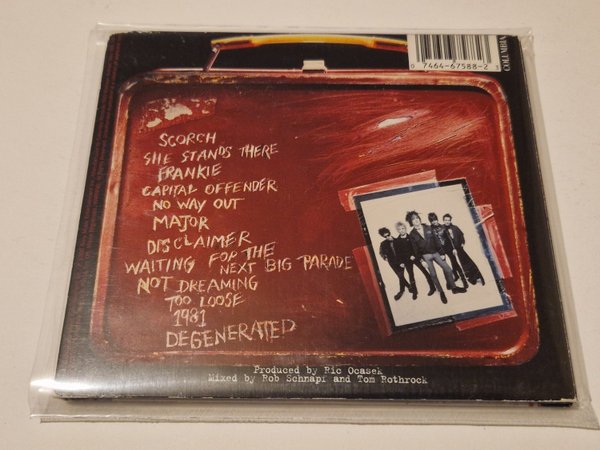 COLUMBIA
0 7464-67588-2
SCORCH
SHE STANDS THERE
FRANKIE
CAPITAL OFFENDER
NO WAY OUT
MAJOR
DISCLAIMER
WAITING FOR THE
NEXT BIG PARADE
NOT DREAMING
TOO LOOSE
1981
DEGENERATED
Produced by Ric Ocasek
Mixed by Rob Schnapf and Tom Rothrock